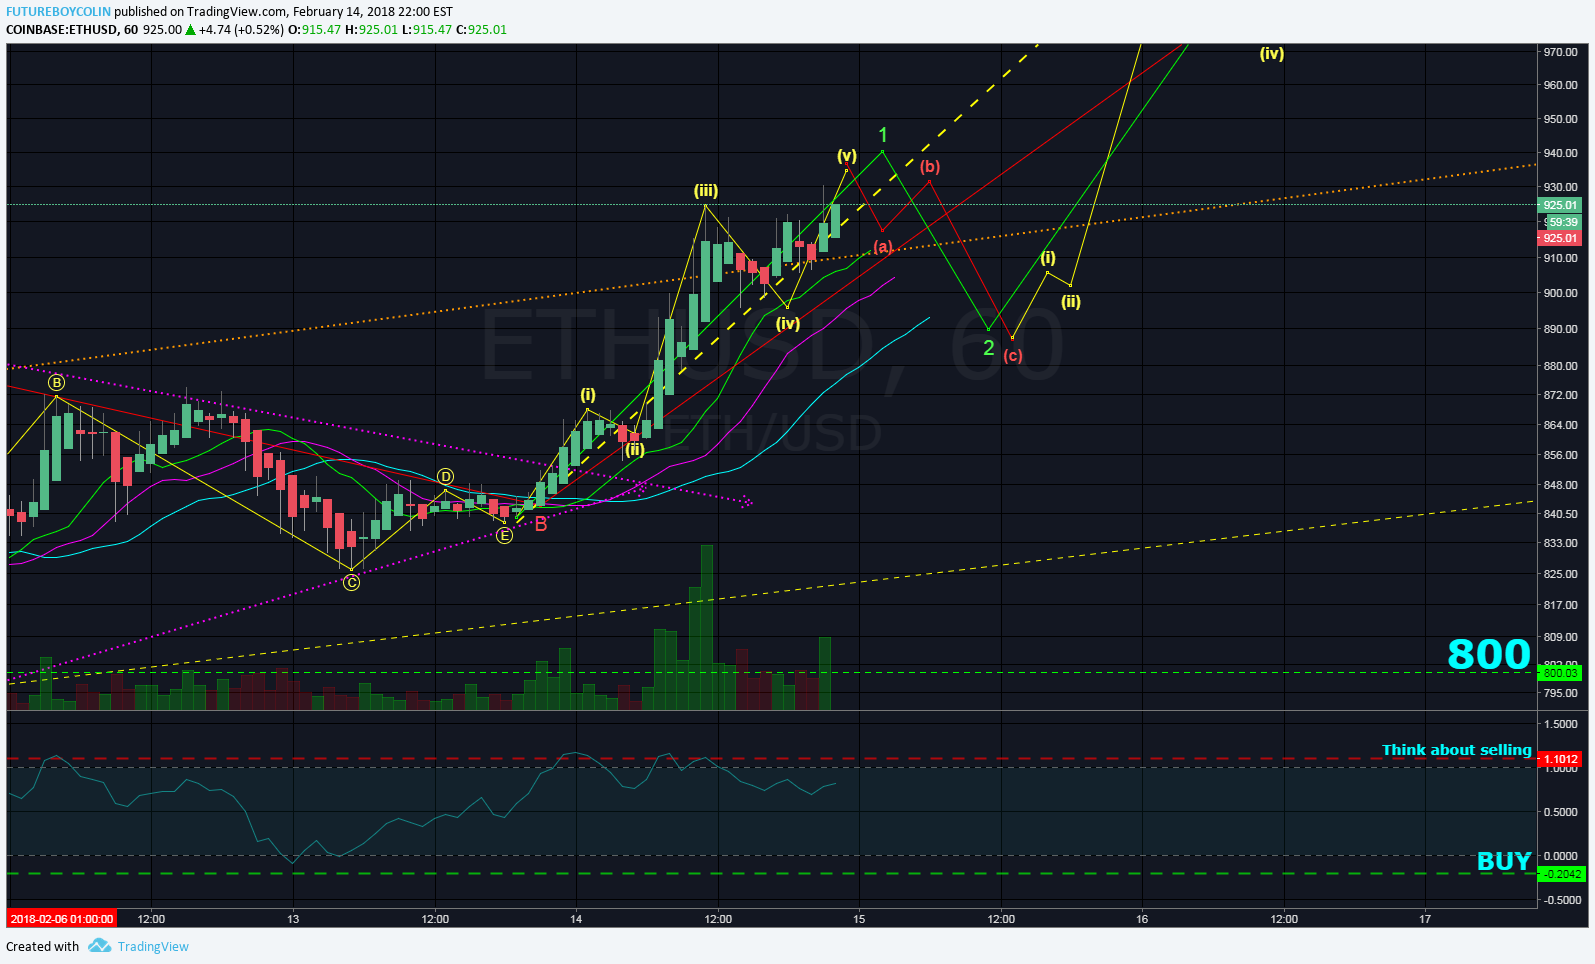 FUTUREBOYCOLIN published on TradingView.com, February 14, 2018 22:00 EST
COINBASE:ETHUSD, 60 925.00 ▲ +4.74 (+0.52%) O:915.47 H:925.01 L:915.47 C:925.01
970.00
(iv)
960.00
950.00
1
940.00
(v)
(b)
930.00
(iii)
925.01
59:39
925.01
(a)
910.00
(i)
900.00
(ii)
(iv)
890.00
2
(c)
ETHUSD, 60
880.00
B
872.00
(i)
864.00
ETH/USD
(ii)
856.00
D
848.00
840.50
B
E
833.00
C
825.00
817.00
809.00
800
802.00
800.03
795.00
1.5000
Think about selling
1.1012
1.0000
0.5000
BUY
0.0000
-0.2042
-0.5000
2018-02-06 01:00:00 12:00 13 12:00 14 12:00 15 12:00 16 12:00 17
Created with TradingView